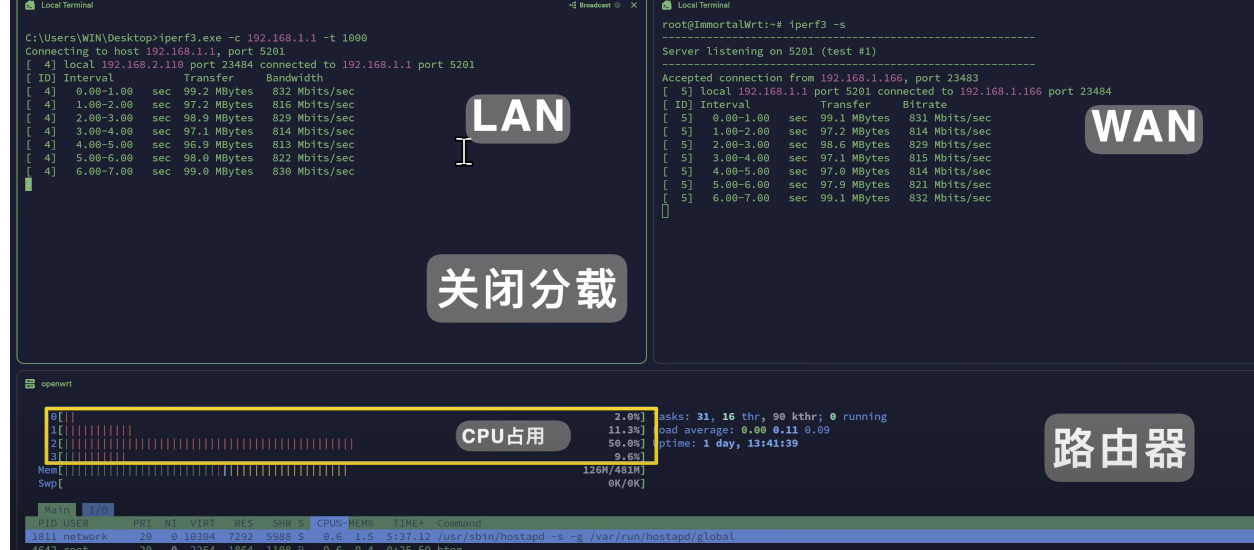 Local Terminal
Broadcast
C:\Users\WIN\Desktop>iperf3.exe -c 192.168.1.1 -t 1000
Connecting to host 192.168.1.1, port 5201
[  4] local 192.168.2.110 port 23484 connected to 192.168.1.1 port 5201
[ ID] Interval           Transfer     Bandwidth
[  4]   0.00-1.00   sec  99.2 MBytes   832 Mbits/sec
[  4]   1.00-2.00   sec  97.2 MBytes   816 Mbits/sec
[  4]   2.00-3.00   sec  98.9 MBytes   829 Mbits/sec
[  4]   3.00-4.00   sec  97.1 MBytes   814 Mbits/sec
[  4]   4.00-5.00   sec  96.9 MBytes   813 Mbits/sec
[  4]   5.00-6.00   sec  98.0 MBytes   822 Mbits/sec
[  4]   6.00-7.00   sec  99.0 MBytes   830 Mbits/sec
LAN
关闭分载
Local Terminal
root@ImmortalWrt:~# iperf3 -s
-----------------------------------------------------------
Server listening on 5201 (test #1)
-----------------------------------------------------------
Accepted connection from 192.168.1.166, port 23483
[  5] local 192.168.1.1 port 5201 connected to 192.168.1.166 port 23484
[ ID] Interval           Transfer     Bitrate
[  5]   0.00-1.00   sec  99.1 MBytes   831 Mbits/sec
[  5]   1.00-2.00   sec  97.2 MBytes   814 Mbits/sec
[  5]   2.00-3.00   sec  98.6 MBytes   829 Mbits/sec
[  5]   3.00-4.00   sec  97.1 MBytes   815 Mbits/sec
[  5]   4.00-5.00   sec  97.0 MBytes   814 Mbits/sec
[  5]   5.00-6.00   sec  97.9 MBytes   821 Mbits/sec
[  5]   6.00-7.00   sec  99.1 MBytes   832 Mbits/sec
WAN
openwrt
0[|| 2.0%] asks: 31, 16 thr, 90 kthr; 0 running
1[||||||||||| 11.3%] oad average: 0.00 0.11 0.09
2[||||||||||||||||||||||||||||||||||||||||||||||| 50.0%] ptime: 1 day, 13:41:39
3[|||||||||| 9.6%]
CPU占用
Mem[|||||||||||||||||||||||||||||||||||||||||||||| 126M/481M]
Swp[ 0K/0K]
路由器
Main I/O
PID USER PRI NI VIRT RES SHR S CPU%-MEM% TIME+ Command
1811 network 20 0 10304 7292 5988 S 0.6 1.5 5:37.12 /usr/sbin/hostapd -s -g /var/run/hostapd/global